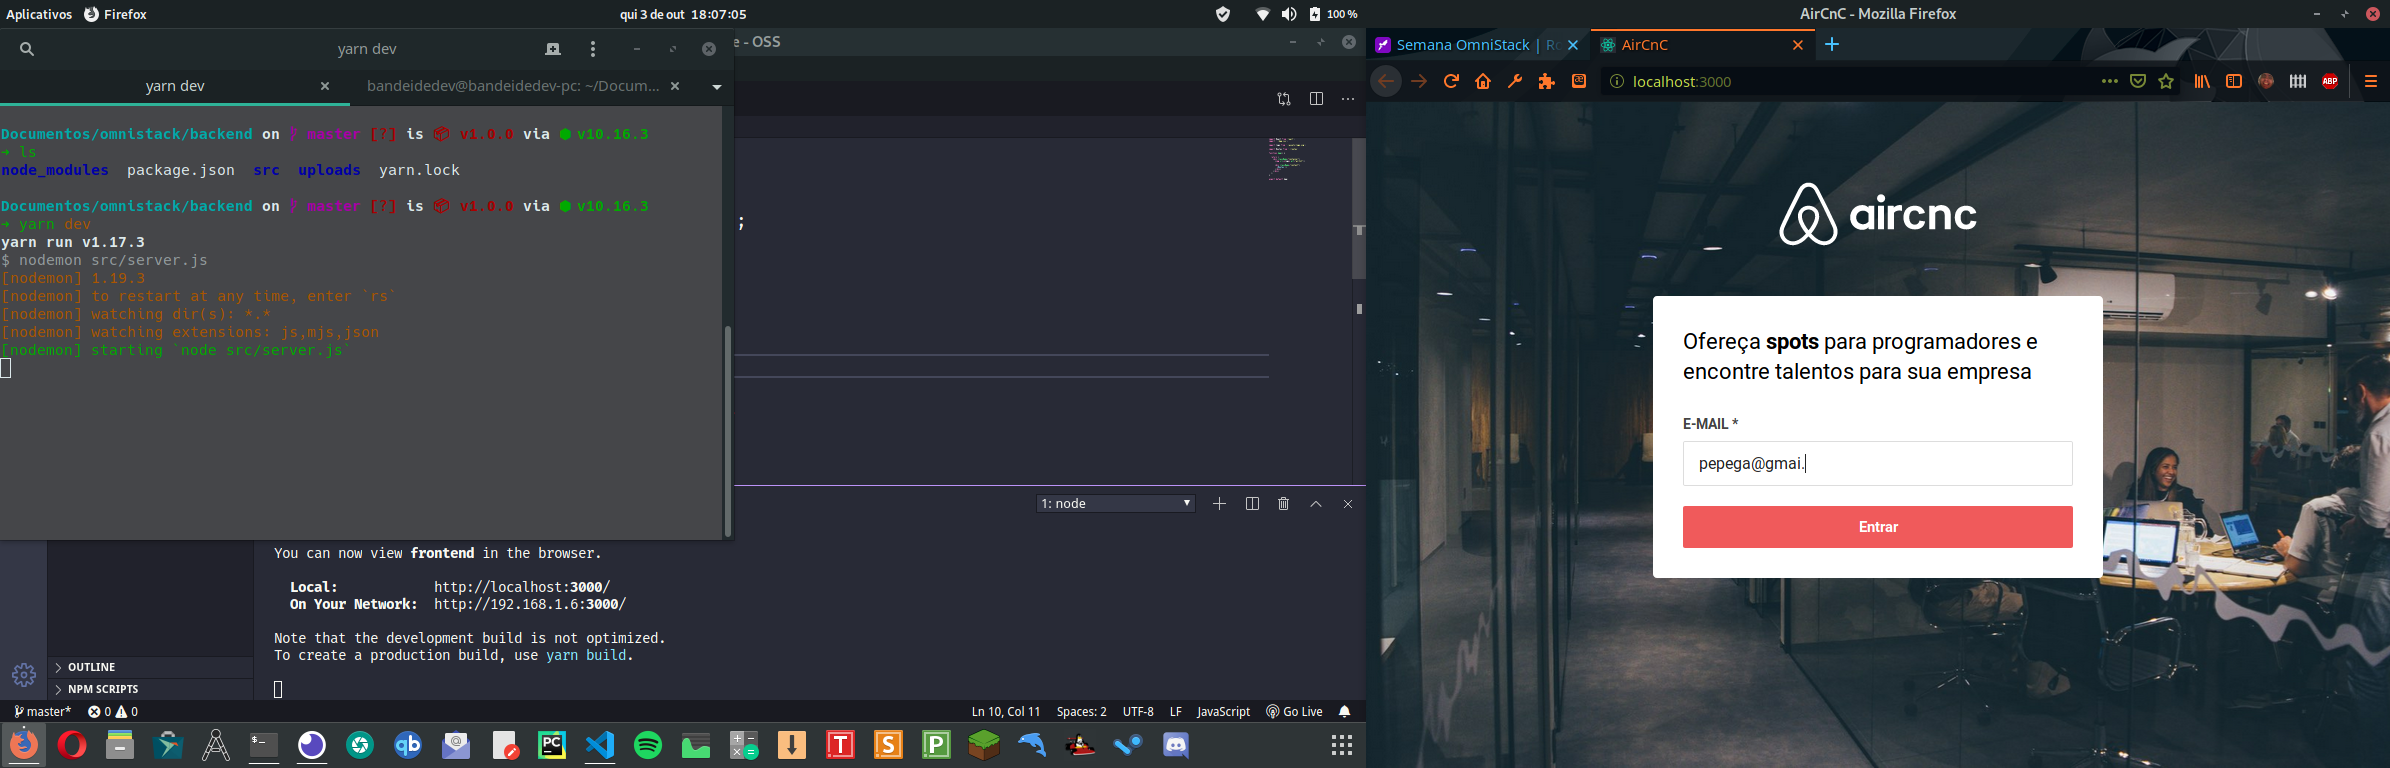 Aplicativos Firefox
qui 3 de out 18:07:05
100 %
yarn dev
yarn dev
bandeidedev@bandeidedev-pc: ~/Docum...
Documentos/omnistack/backend on master [?] is v1.0.0 via v10.16.3
➜ ls
node_modules package.json src uploads yarn.lock
Documentos/omnistack/backend on master [?] is v1.0.0 via v10.16.3
➜ yarn dev
yarn run v1.17.3
$ nodemon src/server.js
[nodemon] 1.19.3
[nodemon] to restart at any time, enter `rs`
[nodemon] watching dir(s): *.*
[nodemon] watching extensions: js,mjs,json
[nodemon] starting `node src/server.js`
e - OSS
;
1: node
You can now view frontend in the browser.
Local: http://localhost:3000/
On Your Network: http://192.168.1.6:3000/
Note that the development build is not optimized.
To create a production build, use yarn build.
OUTLINE
NPM SCRIPTS
master* 0 0
Ln 10, Col 11 Spaces: 2 UTF-8 LF JavaScript Go Live
$-
qb
@
PC
T S P
AirCnC - Mozilla Firefox
Semana OmniStack | Ro
AirCnC
localhost:3000
ABP
aircnc
Ofereça spots para programadores e
encontre talentos para sua empresa
E-MAIL *
pepega@gmai.
Entrar